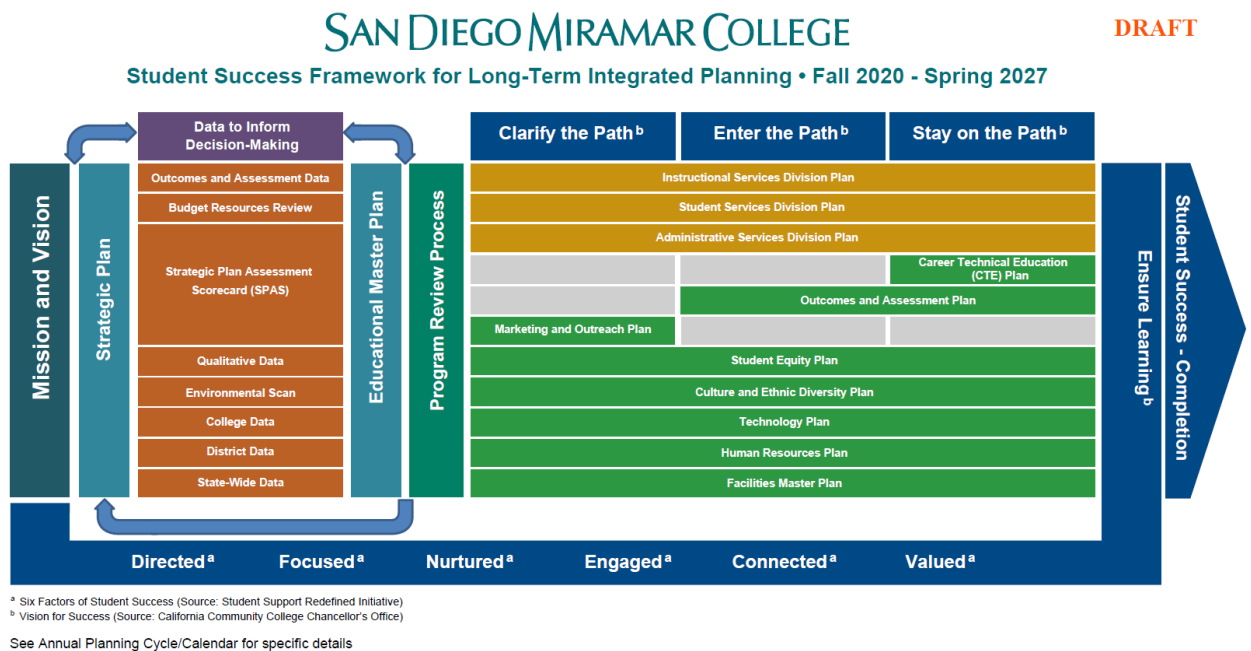 SAN DIEGO MIRAMAR COLLEGE
DRAFT
Student Success Framework for Long-Term Integrated Planning • Fall 2020 - Spring 2027
Data to Inform
Decision-Making
Clarify the Path b
Enter the Path b
Stay on the Path b
Mission and Vision
Strategic Plan
Outcomes and Assessment Data
Budget Resources Review
Strategic Plan Assessment
Scorecard (SPAS)
Qualitative Data
Environmental Scan
College Data
District Data
State-Wide Data
Educational Master Plan
Program Review Process
Instructional Services Division Plan
Student Services Division Plan
Administrative Services Division Plan
Career Technical Education
(CTE) Plan
Outcomes and Assessment Plan
Marketing and Outreach Plan
Student Equity Plan
Culture and Ethnic Diversity Plan
Technology Plan
Human Resources Plan
Facilities Master Plan
Ensure Learning b
Student Success - Completion
Directed a
Focused a
Nurtured a
Engaged a
Connected a
Valued a
a Six Factors of Student Success (Source: Student Support Redefined Initiative)
b Vision for Success (Source: California Community College Chancellor's Office)
See Annual Planning Cycle/Calendar for specific details